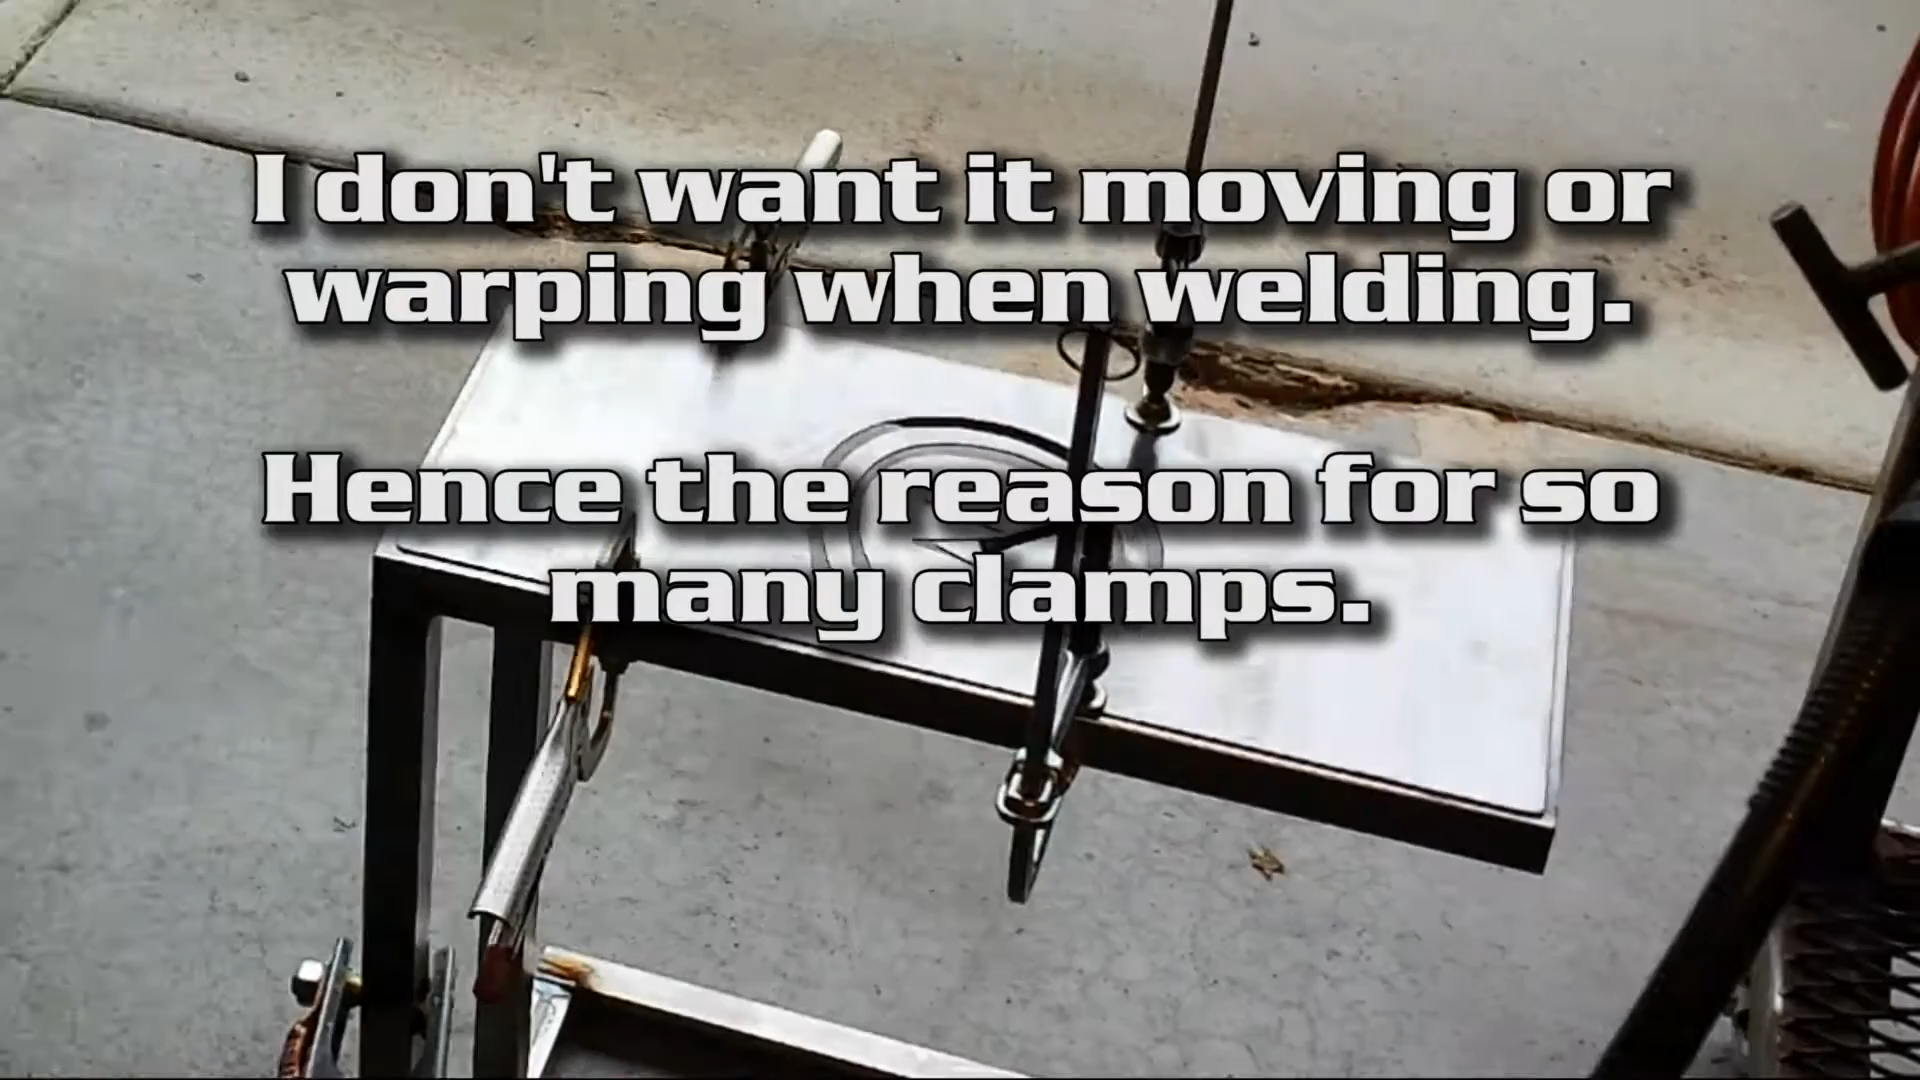 I don't want it moving or
warping when welding.
Hence the reason for so
many clamps.